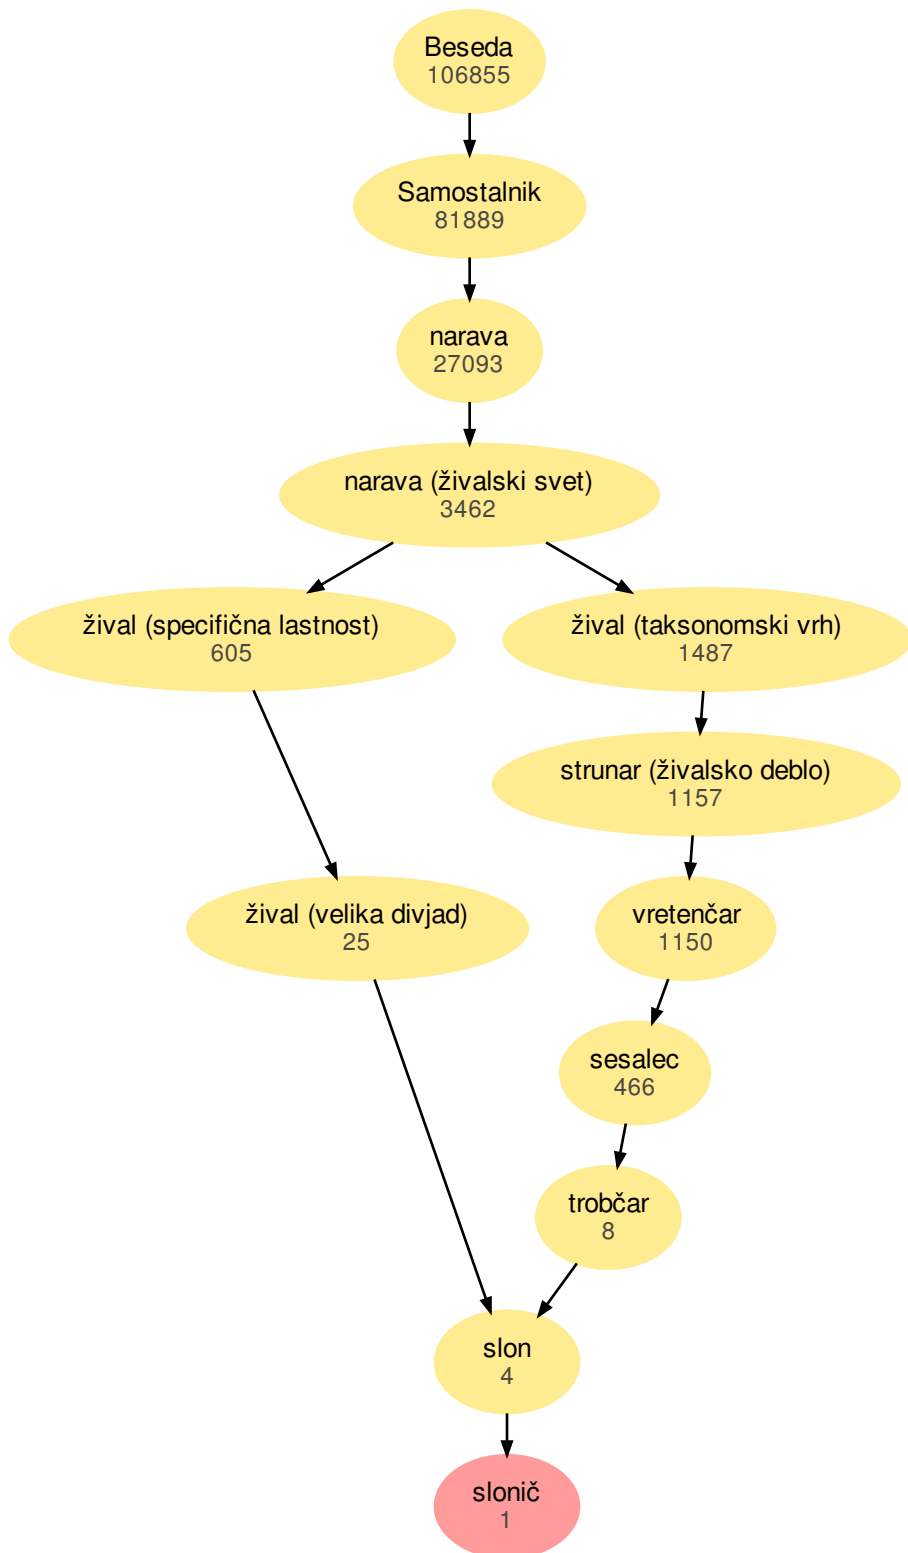 Beseda
106855
Samostalnik
81889
narava
27093
narava (živalski svet)
3462
žival (specifična lastnost)
605
žival (taksonomski vrh)
1487
strunar (živalsko deblo)
1157
žival (velika divjad)
25
vretenčar
1150
sesalec
466
trobčar
8
slon
4
slonič
1